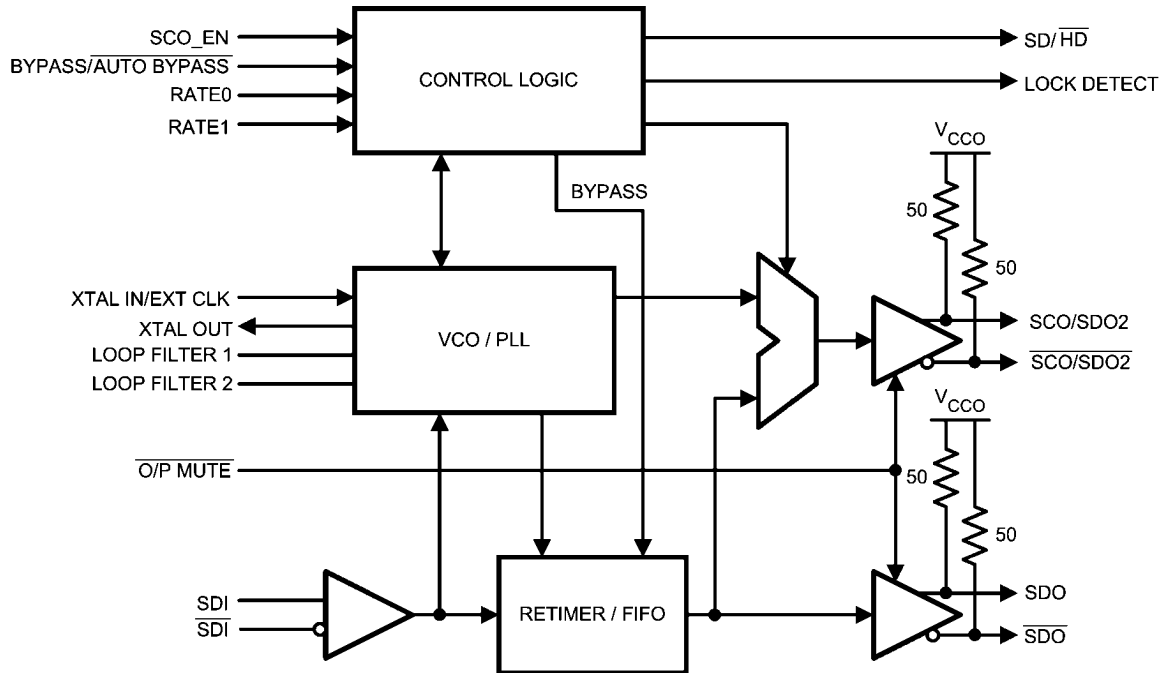 SCO_EN
BYPASS/AUTO BYPASS
RATE0
RATE1
CONTROL LOGIC
SD/HD
LOCK DETECT
BYPASS
VCCO
50
50
XTAL IN/EXT CLK
XTAL OUT
LOOP FILTER 1
LOOP FILTER 2
VCO / PLL
SCO/SDO2
SCO/SDO2
O/P MUTE
VCCO
50
50
SDI
SDI
RETIMER / FIFO
SDO
SDO